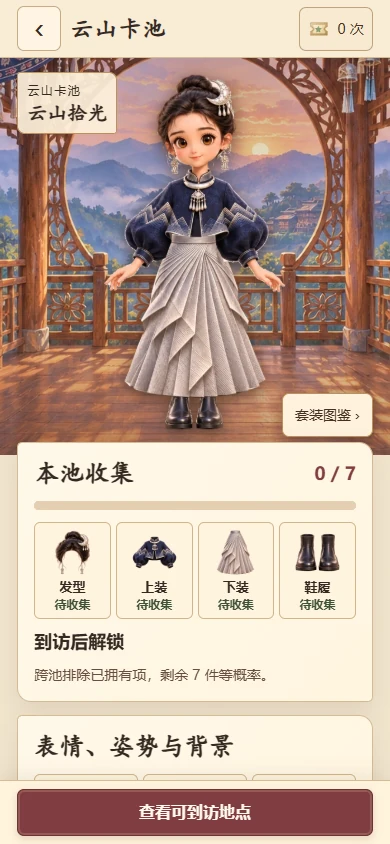 云山卡池
0 次
云山卡池
云山拾光
套装图鉴 ›
本池收集
0 / 7
发型
待收集
上装
待收集
下装
待收集
鞋履
待收集
到访后解锁
跨池排除已拥有项，剩余 7 件等概率。
表情、姿势与背景
查看可到访地点